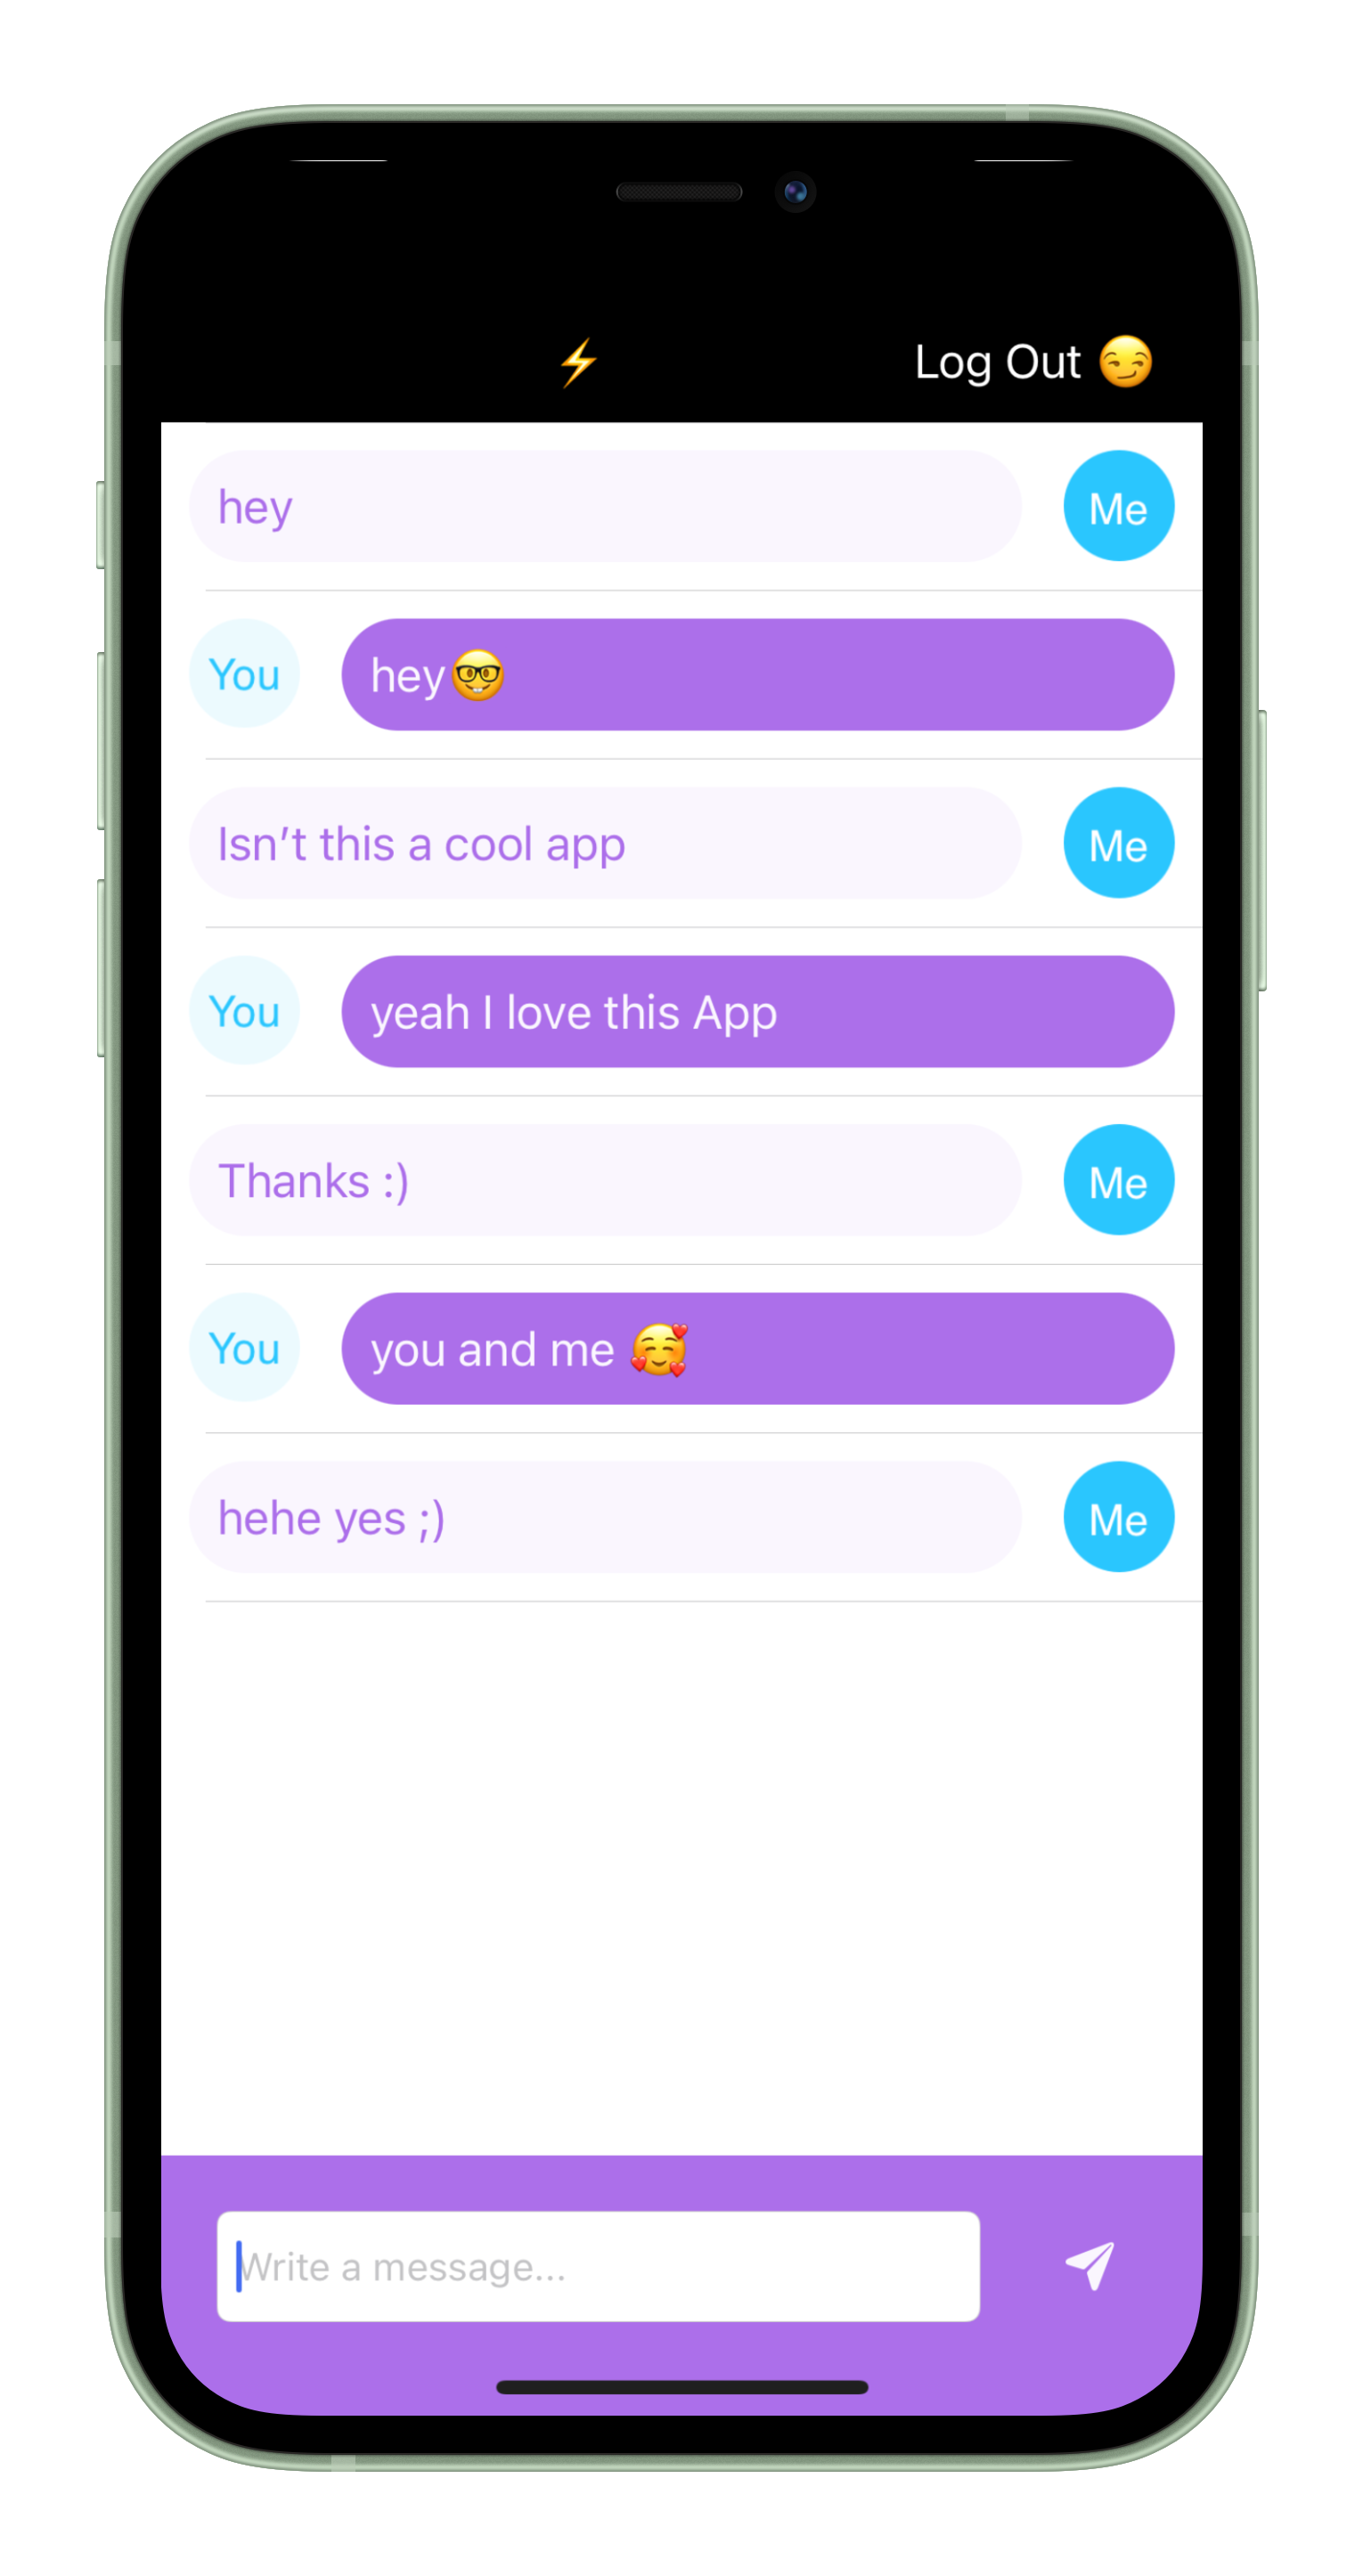 ⚡️ Log Out 😏
hey Me
You hey🤓
Isn’t this a cool app Me
You yeah I love this App
Thanks :) Me
You you and me 🥰
hehe yes ;) Me
Write a message...